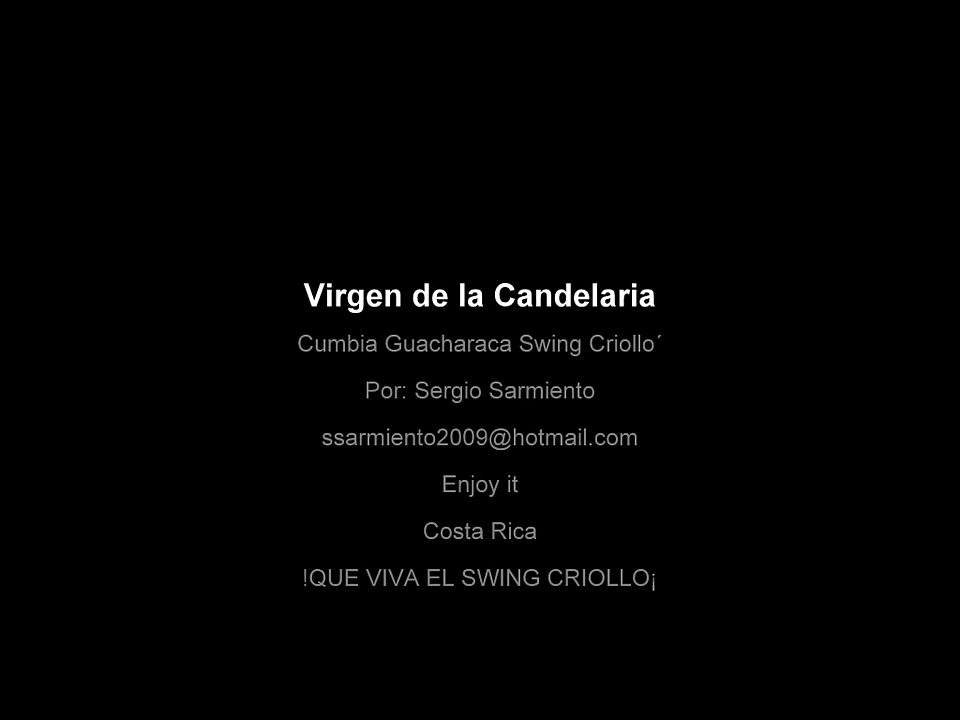 Virgen de la Candelaria
Cumbia Guacharaca Swing Criollo´
Por: Sergio Sarmiento
ssarmiento2009@hotmail.com
Enjoy it
Costa Rica
!QUE VIVA EL SWING CRIOLLO¡